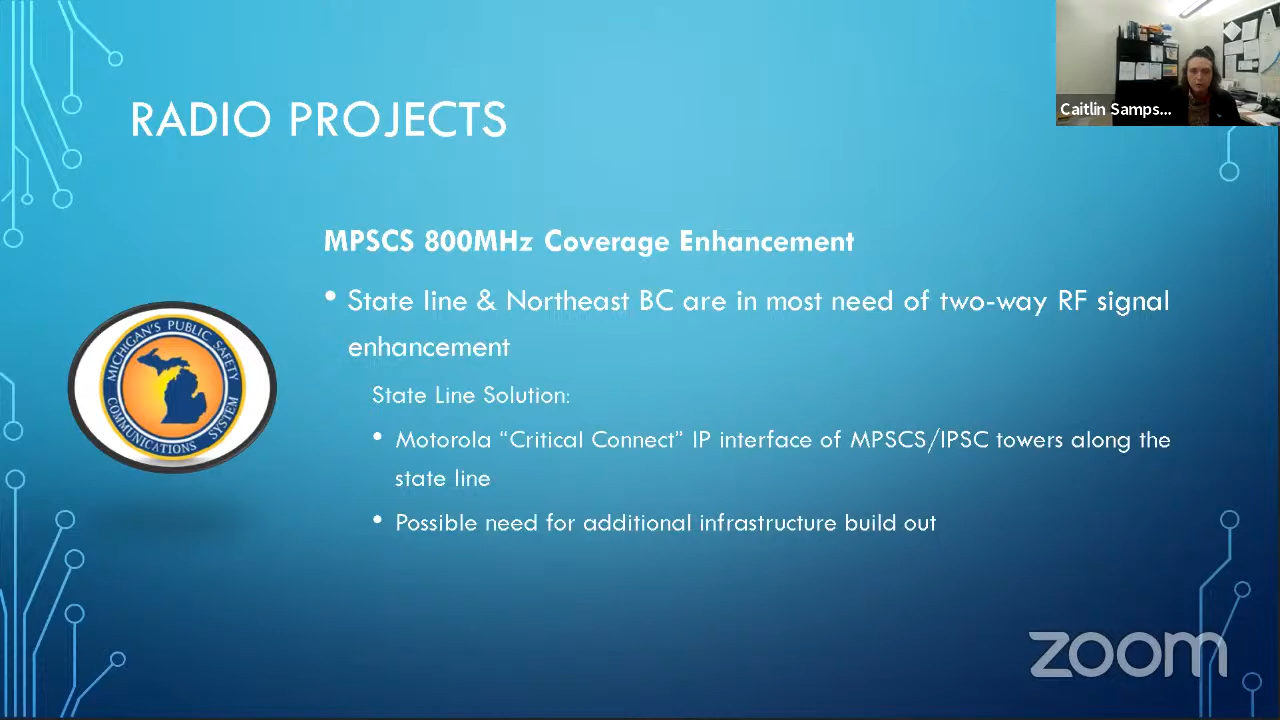 Caitlin Samps...
RADIO PROJECTS
MPSCS 800MHz Coverage Enhancement
• State line & Northeast BC are in most need of two-way RF signal
enhancement
State Line Solution:
• Motorola “Critical Connect” IP interface of MPSCS/IPSC towers along the
state line
• Possible need for additional infrastructure build out
MICHIGAN'S PUBLIC SAFETY
COMMUNICATIONS SYSTEM
zoom